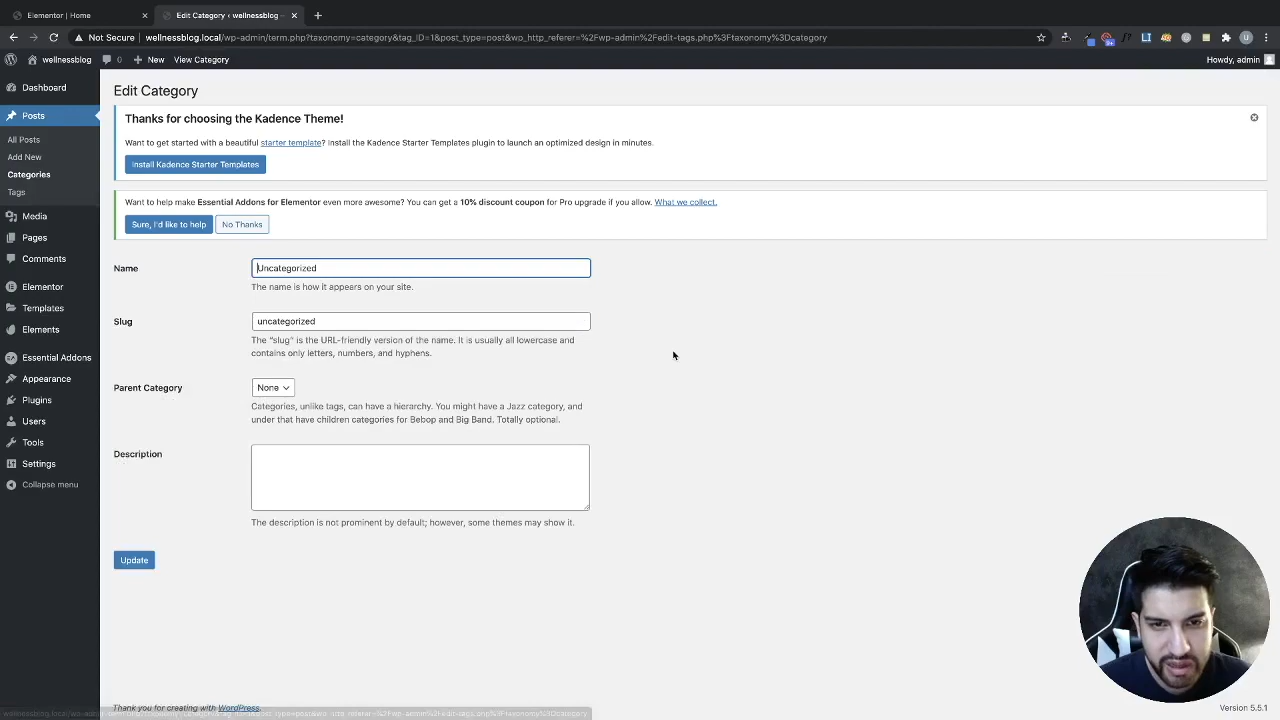 Elementor - Home
Edit Category ‹ wellnessblog —
Not Secure | wellnessblog.local/wp-admin/term.php?taxonomy=category&tag_ID=1&post_type=post&wp_http_referer=%2Fwp-admin%2Fedit-tags.php%3Ftaxonomy%3Dcategory
wellnessblog
0
New
View Category
Howdy, admin
Dashboard
Posts
All Posts
Add New
Categories
Tags
Media
Pages
Comments
Elementor
Templates
Elements
Essential Addons
Appearance
Plugins
Users
Tools
Settings
Collapse menu
Edit Category
Thanks for choosing the Kadence Theme!
Want to get started with a beautiful starter template? Install the Kadence Starter Templates plugin to launch an optimized design in minutes.
Install Kadence Starter Templates
Want to help make Essential Addons for Elementor even more awesome? You can get a 10% discount coupon for Pro upgrade if you allow. What we collect.
Sure, I'd like to help
No Thanks
Name
Uncategorized
The name is how it appears on your site.
Slug
uncategorized
The “slug” is the URL-friendly version of the name. It is usually all lowercase and
contains only letters, numbers, and hyphens.
Parent Category
None
Categories, unlike tags, can have a hierarchy. You might have a Jazz category, and
under that have children categories for Bebop and Big Band. Totally optional.
Description
The description is not prominent by default; however, some themes may show it.
Update
Thank you for creating with WordPress.
Version 5.5.1